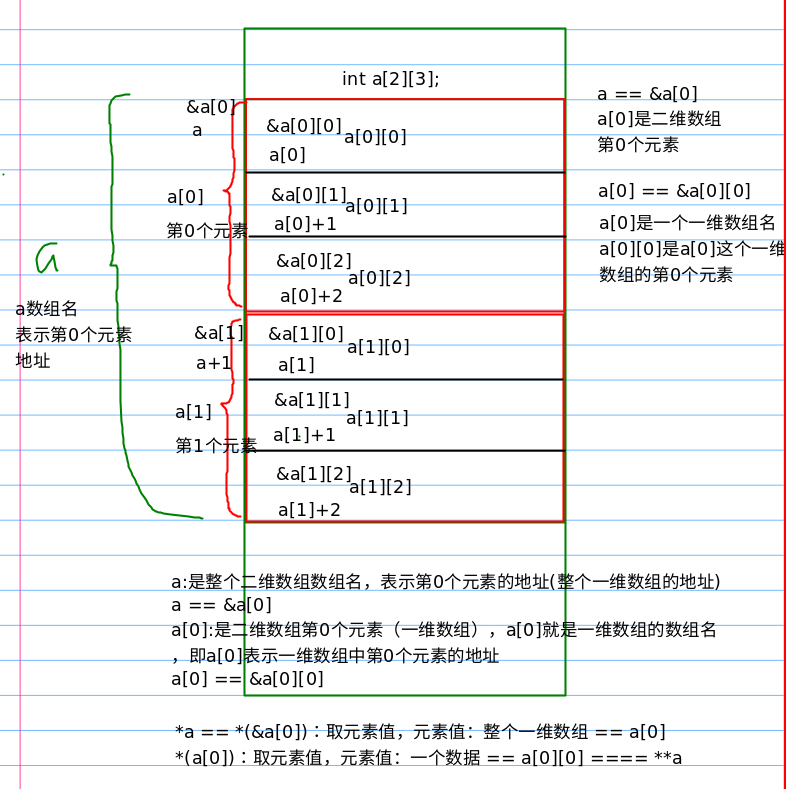 int a[2][3];
&a[0]
a
a[0]
第0个元素
&a[1]
a+1
a[1]
第1个元素
a
a数组名
表示第0个元素
地址
&a[0][0]
a[0][0]
a[0]
&a[0][1]
a[0][1]
a[0]+1
&a[0][2]
a[0][2]
a[0]+2
&a[1][0]
a[1][0]
a[1]
&a[1][1]
a[1][1]
a[1]+1
&a[1][2]
a[1][2]
a[1]+2
a == &a[0]
a[0]是二维数组
第0个元素
a[0] == &a[0][0]
a[0]是一个一维数组名
a[0][0]是a[0]这个一维
数组的第0个元素
a:是整个二维数组数组名，表示第0个元素的地址(整个一维数组的地址)
a == &a[0]
a[0]:是二维数组第0个元素（一维数组），a[0]就是一维数组的数组名
，即a[0]表示一维数组中第0个元素的地址
a[0] == &a[0][0]
*a == *(&a[0])：取元素值，元素值：整个一维数组 == a[0]
*(a[0])：取元素值，元素值：一个数据 == a[0][0] ==== **a